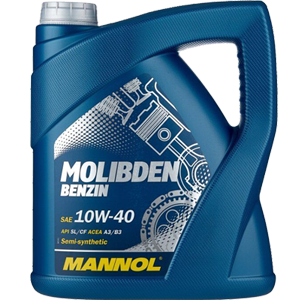 MOLIBDEN
BENZIN
SAE 10W-40
API SL/CF ACEA A3/B3
Semi-synthetic
MANNOL